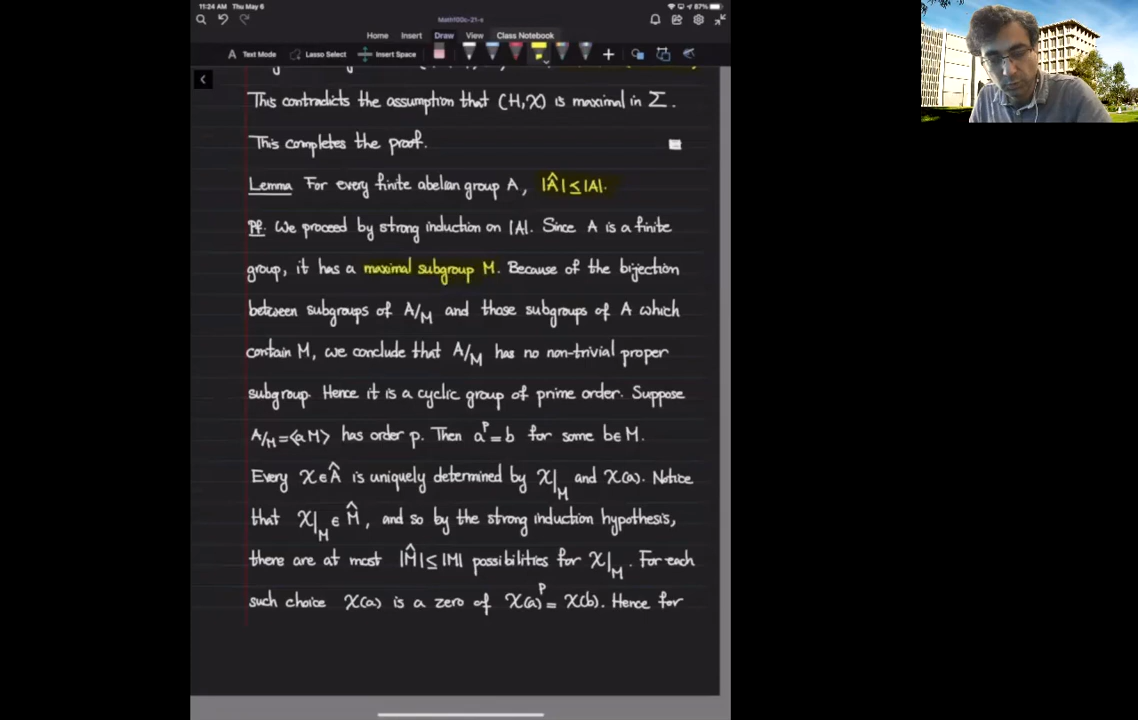 11:24 AM Thu May 6
87%
Math100c-21-s
Home Insert Draw View Class Notebook
Text Mode Lasso Select Insert Space
This contradicts the assumption that (H, χ) is maximal in Σ.
This completes the proof.
Lemma For every finite abelian group A, |Â| ≤ |A|.
Pf. We proceed by strong induction on |A|. Since A is a finite
group, it has a maximal subgroup M. Because of the bijection
between subgroups of A/M and those subgroups of A which
contain M, we conclude that A/M has no non-trivial proper
subgroup. Hence it is a cyclic group of prime order. Suppose
A/M = <aM> has order p. Then a^p = b for some b∈M.
Every χ∈Â is uniquely determined by χ|_M and χ(a). Notice
that χ|_M ∈ M̂, and so by the strong induction hypothesis,
there are at most |M̂| ≤ |M| possibilities for χ|_M. For each
such choice χ(a) is a zero of χ(a)^p = χ(b). Hence for